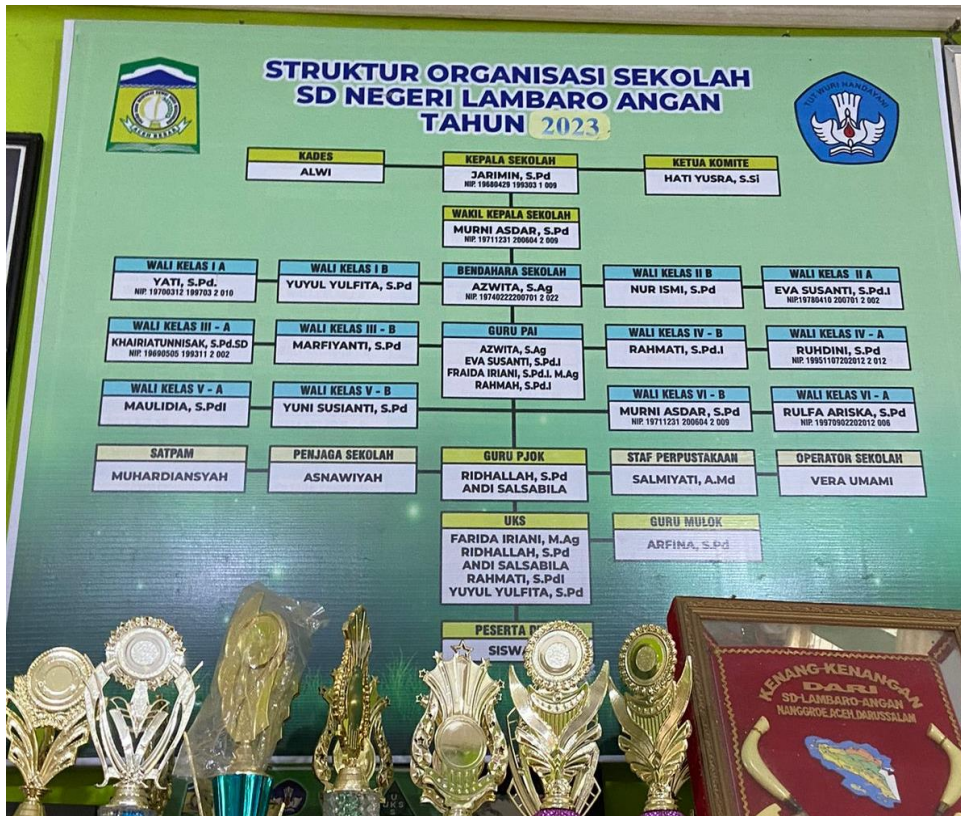 STRUKTUR ORGANISASI SEKOLAH
SD NEGERI LAMBARO ANGAN
TAHUN 2023
ACEH BESAR
TUT WURI HANDAYANI
KADES
ALWI
KEPALA SEKOLAH
JARIMIN, S.Pd
NIP. 19680429 199303 1 009
KETUA KOMITE
HATI YUSRA, S.Si
WAKIL KEPALA SEKOLAH
MURNI ASDAR, S.Pd
NIP. 19711231 200604 2 009
WALI KELAS I A
YATI, S.Pd.
NIP. 19700312 199703 2 010
WALI KELAS I B
YUYUL YULFITA, S.Pd
BENDAHARA SEKOLAH
AZWITA, S.Ag
NIP. 19740222200701 2 022
WALI KELAS II B
NUR ISMI, S.Pd
WALI KELAS II A
EVA SUSANTI, S.Pd.I
NIP.19780410 200701 2 002
WALI KELAS III - A
KHAIRIATUNNISAK, S.Pd.SD
NIP. 19690505 199311 2 002
WALI KELAS III - B
MARFIYANTI, S.Pd
GURU PAI
AZWITA, S.Ag
EVA SUSANTI, S.Pd.I
FRAIDA IRIANI, S.Pd.I. M.Ag
RAHMAH, S.Pd.I
WALI KELAS IV - B
RAHMATI, S.Pd.I
WALI KELAS IV - A
RUHDINI, S.Pd
NIP. 19951107202012 2 012
WALI KELAS V - A
MAULIDIA, S.PdI
WALI KELAS V - B
YUNI SUSIANTI, S.Pd
WALI KELAS VI - B
MURNI ASDAR, S.Pd
NIP. 19711231 200604 2 009
WALI KELAS VI - A
RULFA ARISKA, S.Pd
NIP. 19970902202012 006
SATPAM
MUHARDIANSYAH
PENJAGA SEKOLAH
ASNAWIYAH
GURU PJOK
RIDHALLAH, S.Pd
ANDI SALSABILA
STAF PERPUSTAKAAN
SALMIYATI, A.Md
OPERATOR SEKOLAH
VERA UMAMI
UKS
FARIDA IRIANI, M.Ag
RIDHALLAH, S.Pd
ANDI SALSABILA
RAHMATI, S.PdI
YUYUL YULFITA, S.Pd
GURU MULOK
ARFINA, S.Pd
PESERTA
KENANG-KENANGAN
DARI
SD-LAMBARO-ANGAN
NANGGROE ACEH DARUSSALAM